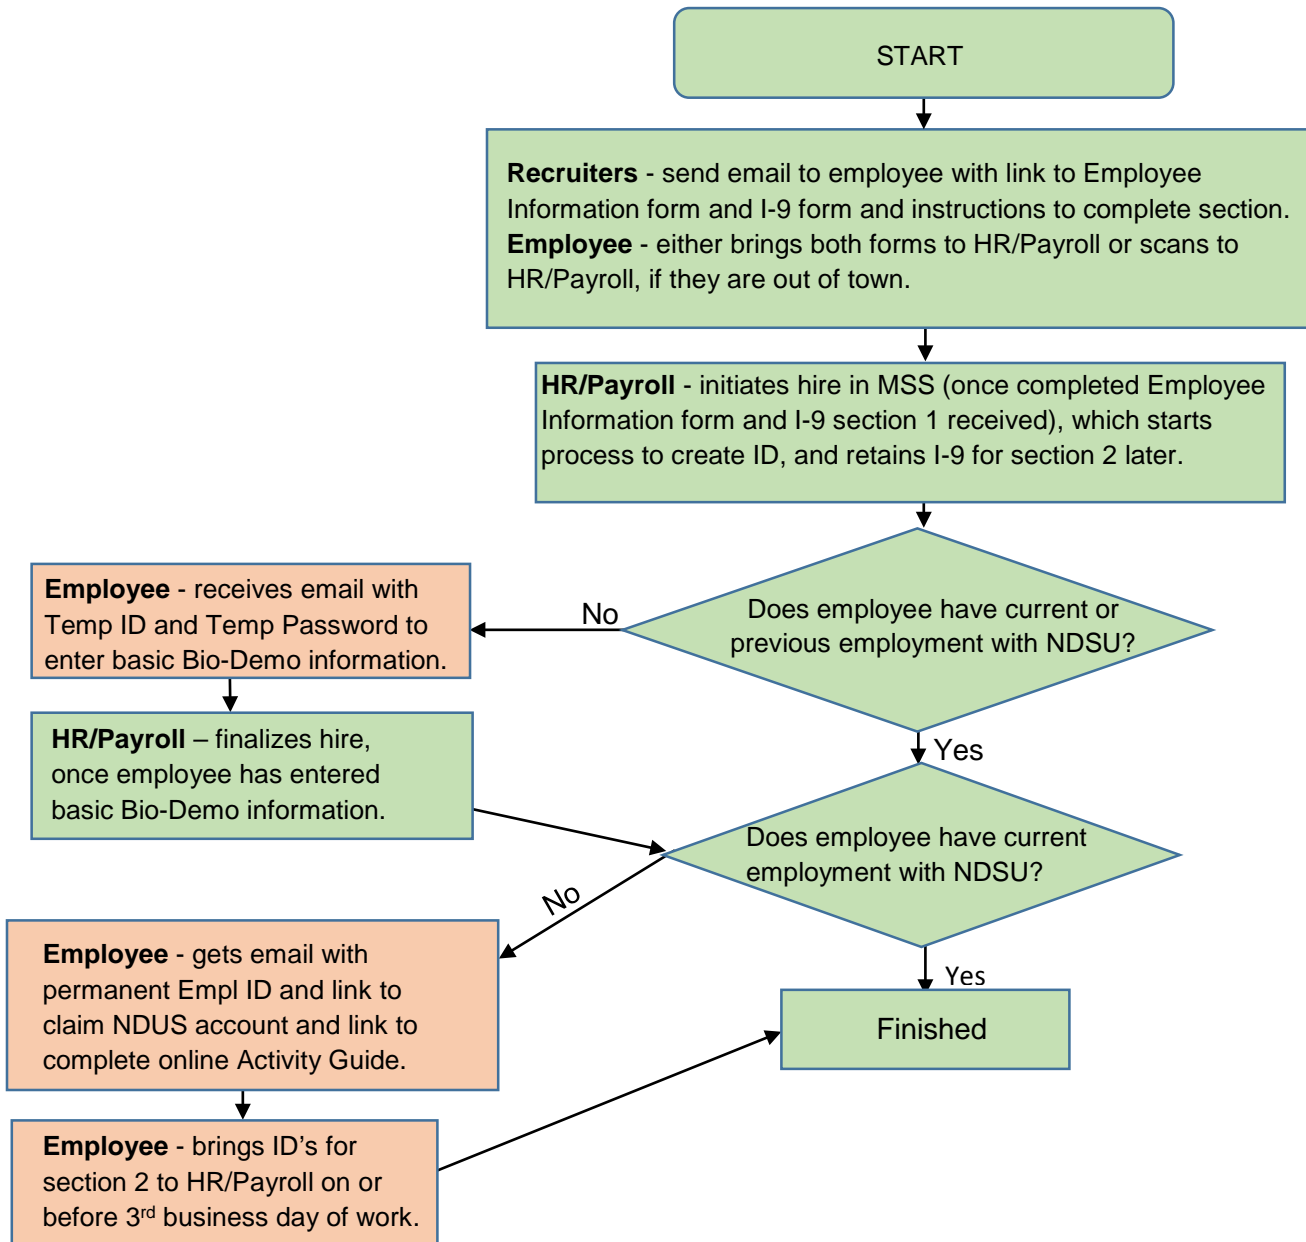 START
Recruiters - send email to employee with link to Employee
Information form and I-9 form and instructions to complete section.
Employee - either brings both forms to HR/Payroll or scans to
HR/Payroll, if they are out of town.
HR/Payroll - initiates hire in MSS (once completed Employee
Information form and I-9 section 1 received), which starts
process to create ID, and retains I-9 for section 2 later.
Does employee have current or
previous employment with NDSU?
No
Employee - receives email with
Temp ID and Temp Password to
enter basic Bio-Demo information.
HR/Payroll – finalizes hire,
once employee has entered
basic Bio-Demo information.
Yes
Does employee have current
employment with NDSU?
No
Employee - gets email with
permanent Empl ID and link to
claim NDUS account and link to
complete online Activity Guide.
Yes
Finished
Employee - brings ID’s for
section 2 to HR/Payroll on or
before 3rd business day of work.